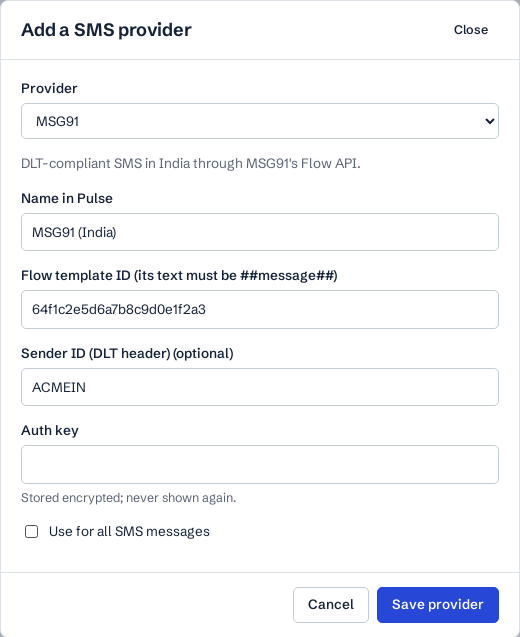 Add a SMS provider
Close
Provider
MSG91
DLT-compliant SMS in India through MSG91's Flow API.
Name in Pulse
MSG91 (India)
Flow template ID (its text must be ##message##)
64f1c2e5d6a7b8c9d0e1f2a3
Sender ID (DLT header) (optional)
ACMEIN
Auth key
Stored encrypted; never shown again.
Use for all SMS messages
Cancel
Save provider